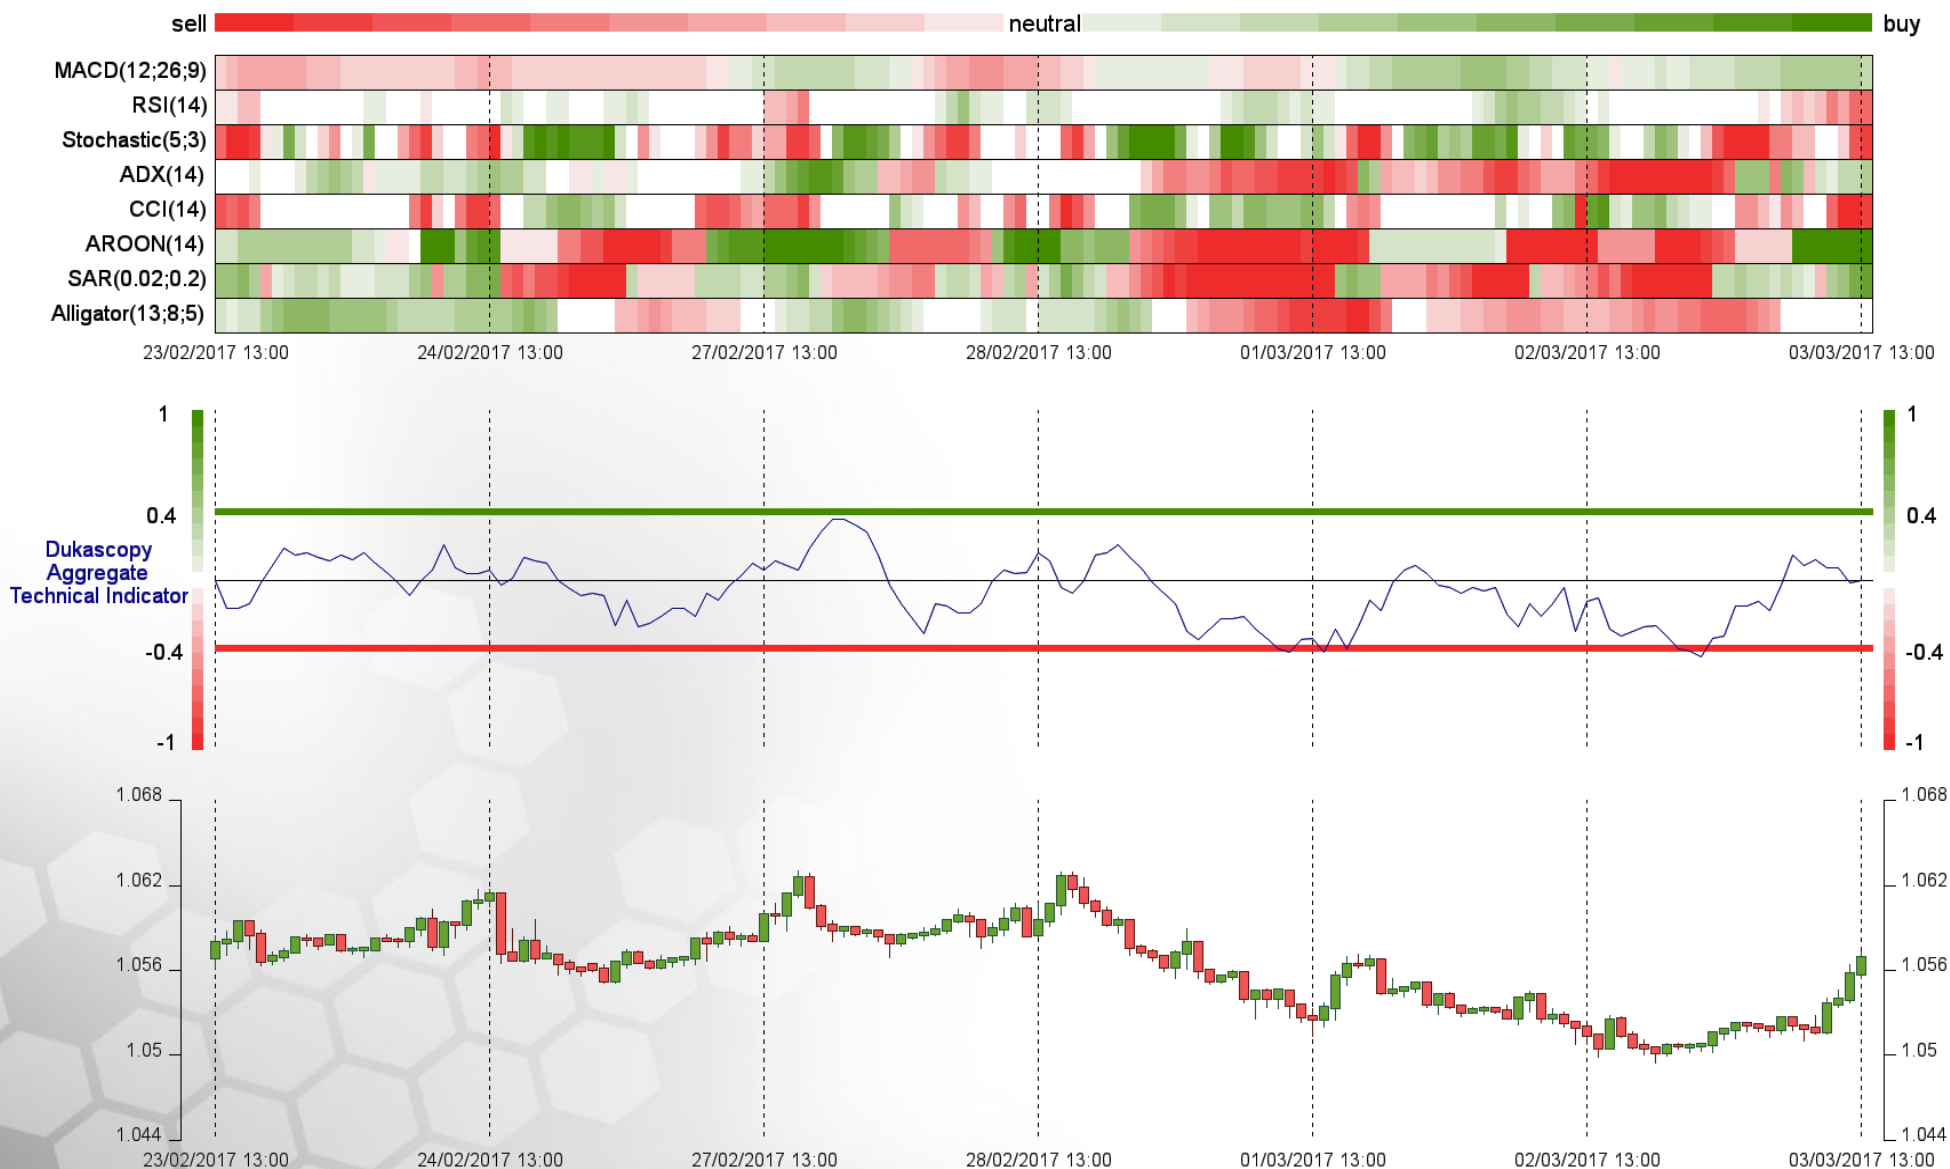 sell neutral buy
MACD(12;26;9)
RSI(14)
Stochastic(5;3)
ADX(14)
CCI(14)
AROON(14)
SAR(0.02;0.2)
Alligator(13;8;5)
23/02/2017 13:00 24/02/2017 13:00 27/02/2017 13:00 28/02/2017 13:00 01/03/2017 13:00 02/03/2017 13:00 03/03/2017 13:00
1 1
0.4 0.4
Dukascopy
Aggregate
Technical Indicator
-0.4 -0.4
-1 -1
1.068 1.068
1.062 1.062
1.056 1.056
1.05 1.05
1.044 1.044
23/02/2017 13:00 24/02/2017 13:00 27/02/2017 13:00 28/02/2017 13:00 01/03/2017 13:00 02/03/2017 13:00 03/03/2017 13:00